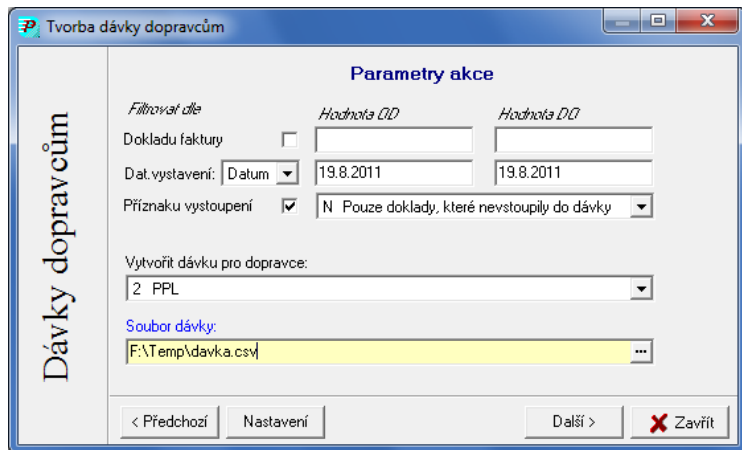 Tvorba dávky dopravcům
Dávky dopravcům
Parametry akce
Filtrovat dle Hodnota OD Hodnota DO
Dokladu faktury
Dat.vystavení: Datum 19.8.2011 19.8.2011
Příznaku vystoupení N Pouze doklady, které nevstoupily do dávky
Vytvořit dávku pro dopravce:
2 PPL
Soubor dávky:
F:\Temp\davka.csv
...
< Předchozí Nastavení Další > Zavřít